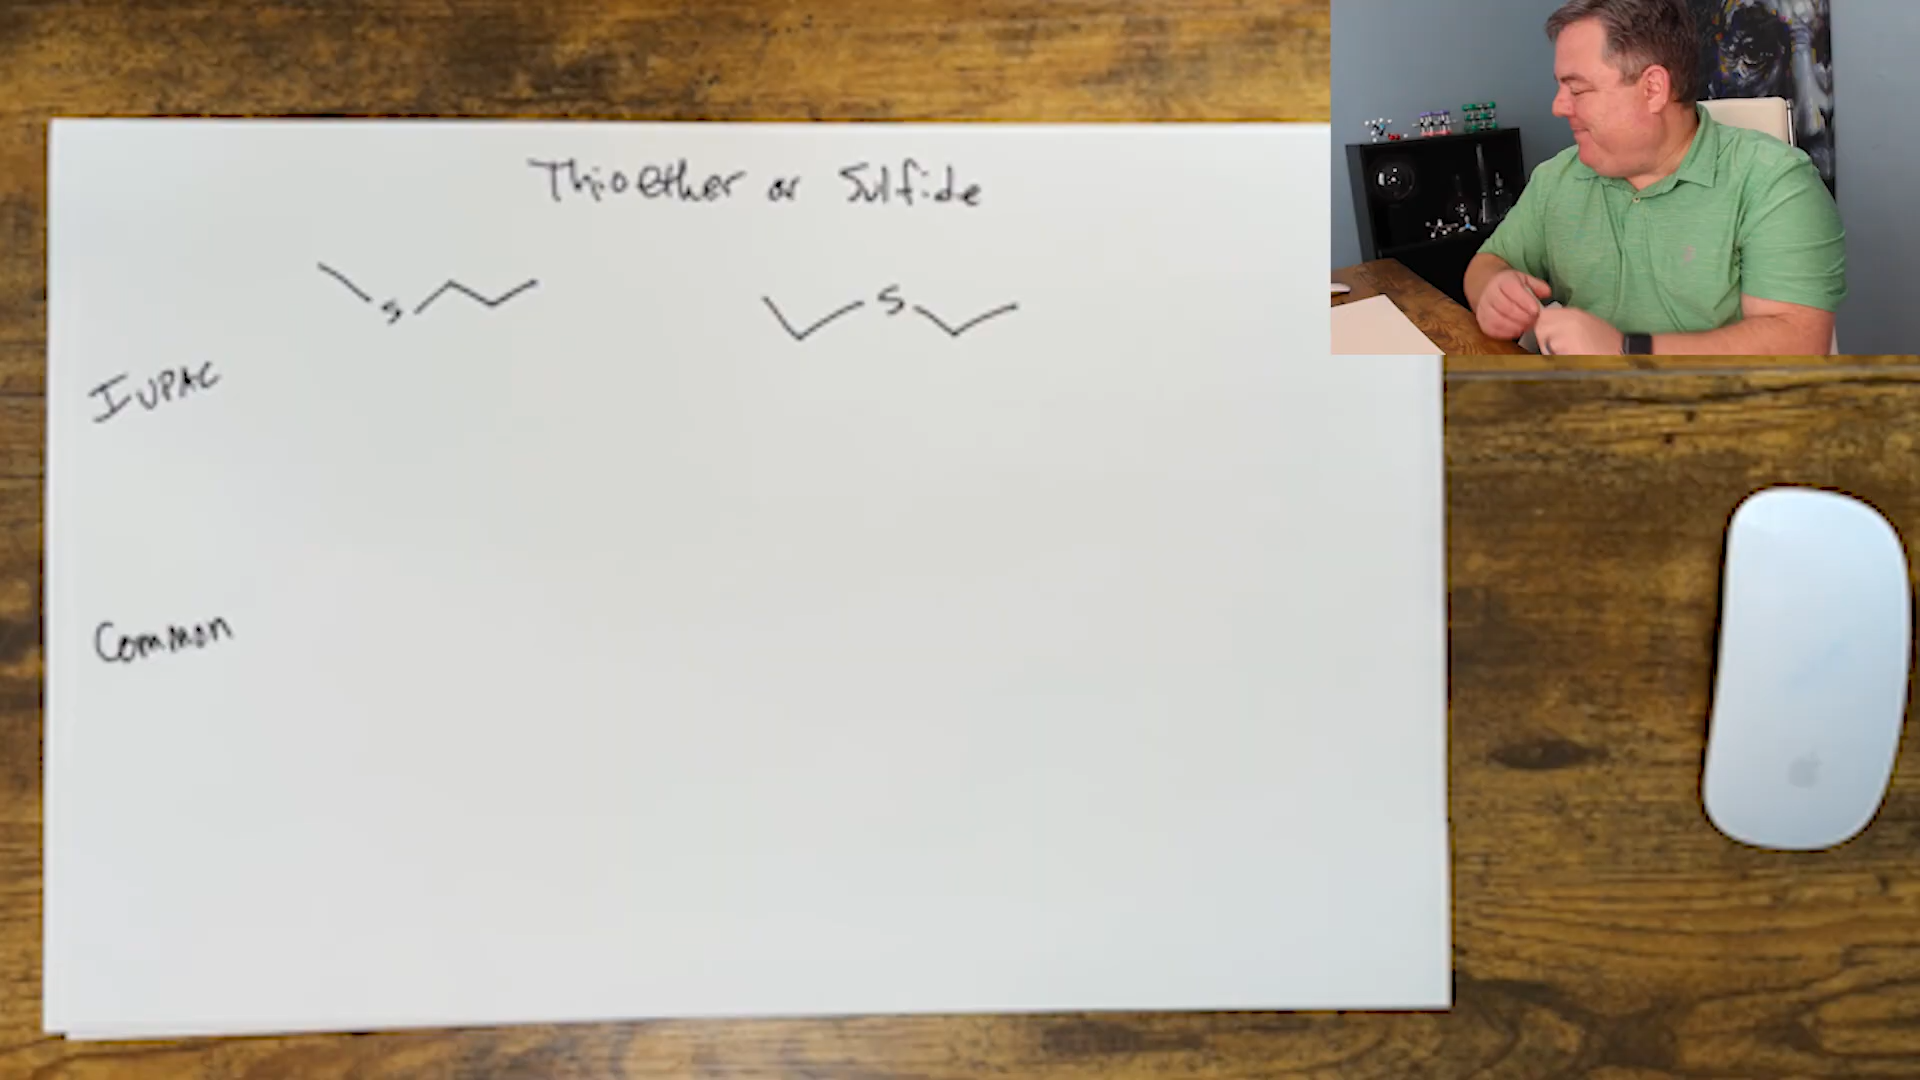 Thioether or Sulfide
S
S
IUPAC
Common